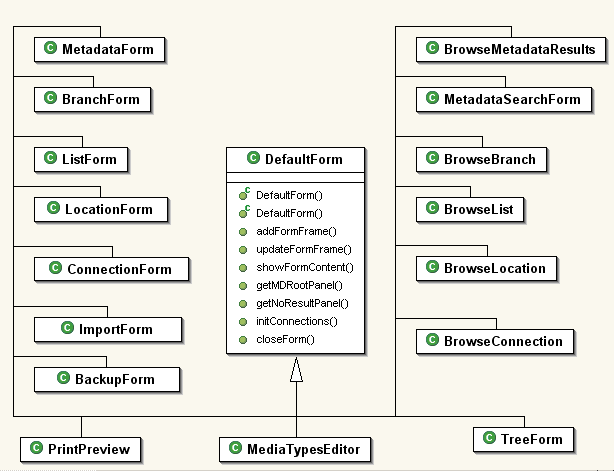 MetadataForm
BranchForm
ListForm
LocationForm
ConnectionForm
ImportForm
BackupForm
PrintPreview
DefaultForm
DefaultForm()
DefaultForm()
addFormFrame()
updateFormFrame()
showFormContent()
getMDRootPanel()
getNoResultPanel()
initConnections()
closeForm()
MediaTypesEditor
BrowseMetadataResults
MetadataSearchForm
BrowseBranch
BrowseList
BrowseLocation
BrowseConnection
TreeForm